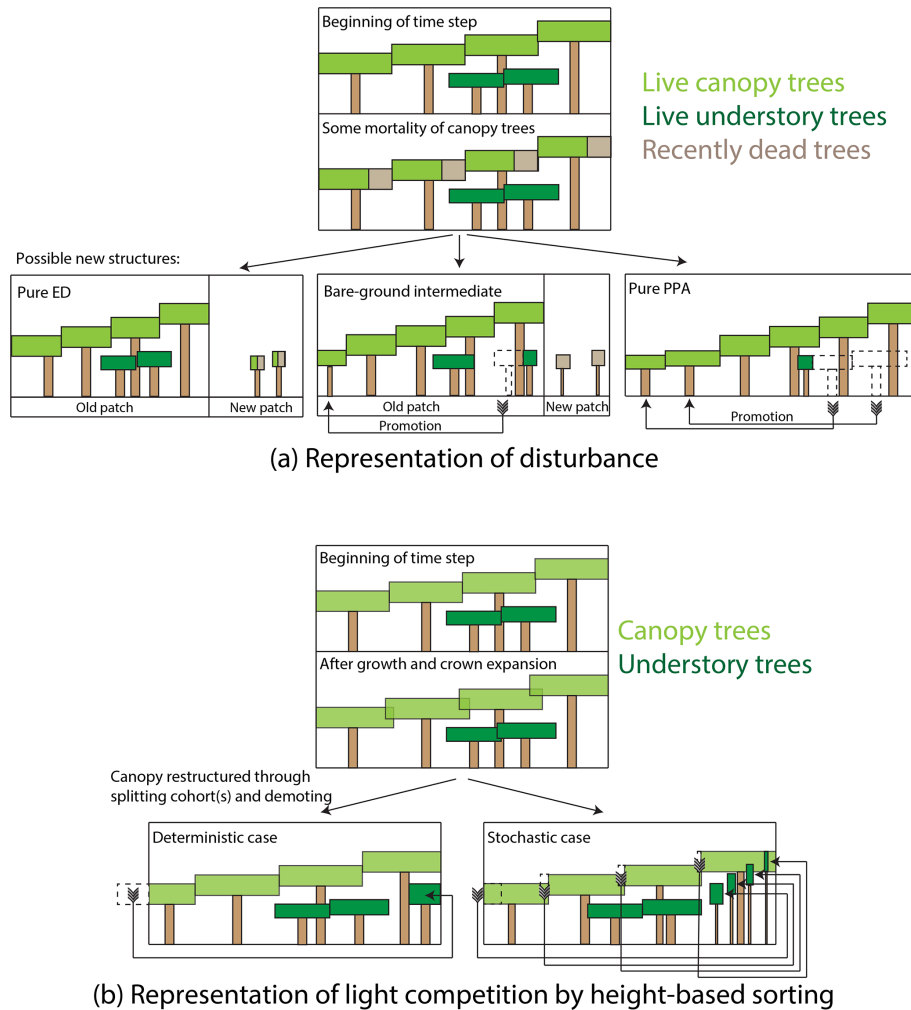 Beginning of time step
Live canopy trees
Live understory trees
Recently dead trees
Some mortality of canopy trees
Possible new structures:
Pure ED
Bare-ground intermediate
Pure PPA
Old patch
New patch
Old patch
New patch
Promotion
Promotion
(a) Representation of disturbance
Beginning of time step
Canopy trees
Understory trees
After growth and crown expansion
Canopy restructured through
splitting cohort(s) and demoting
Deterministic case
Stochastic case
(b) Representation of light competition by height-based sorting